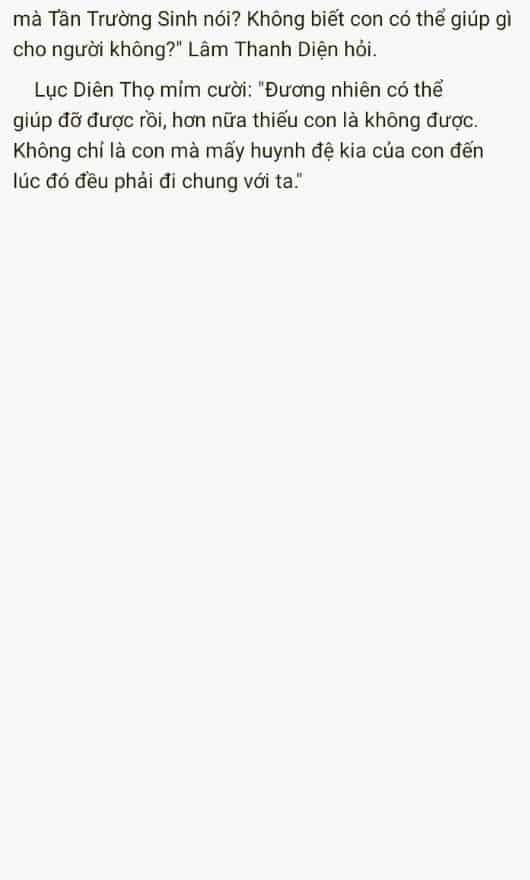 mà Tần Trường Sinh nói? Không biết con có thể giúp gì
cho người không?" Lâm Thanh Diện hỏi.
Lục Diên Thọ mỉm cười: "Đương nhiên có thể
giúp đỡ được rồi, hơn nữa thiếu con là không được.
Không chỉ là con mà mấy huynh đệ kia của con đến
lúc đó đều phải đi chung với ta."